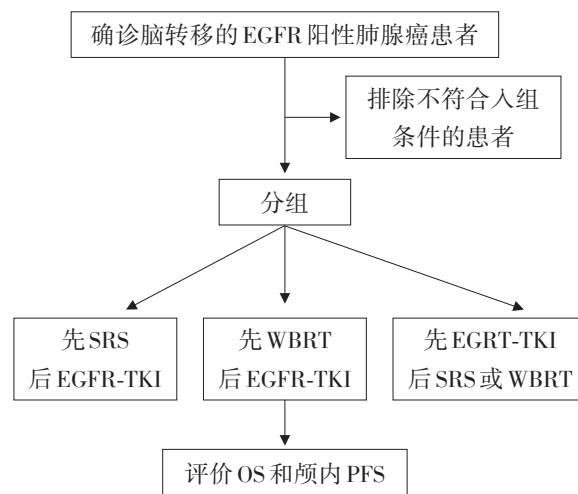 确诊脑转移的EGFR阳性肺腺癌患者
排除不符合入组
条件的患者
分组
先SRS
后EGFR-TKI
先WBRT
后EGFR-TKI
先EGRT-TKI
后SRS或WBRT
评价OS和颅内PFS